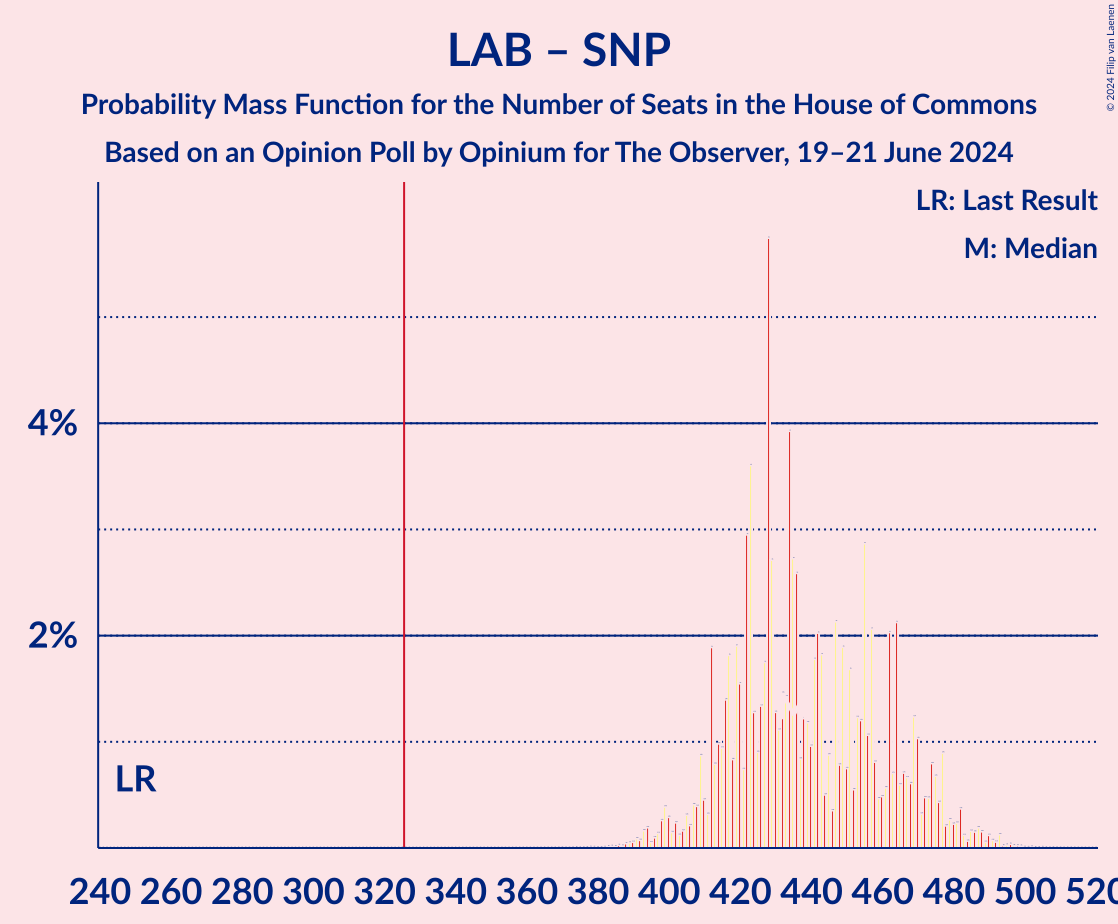 LAB – SNP
Probability Mass Function for the Number of Seats in the House of Commons
Based on an Opinion Poll by Opinium for The Observer, 19–21 June 2024
© 2024 Filip van Laenen
LR: Last Result
M: Median
4%
2%
LR
240 260 280 300 320 340 360 380 400 420 440 460 480 500 520